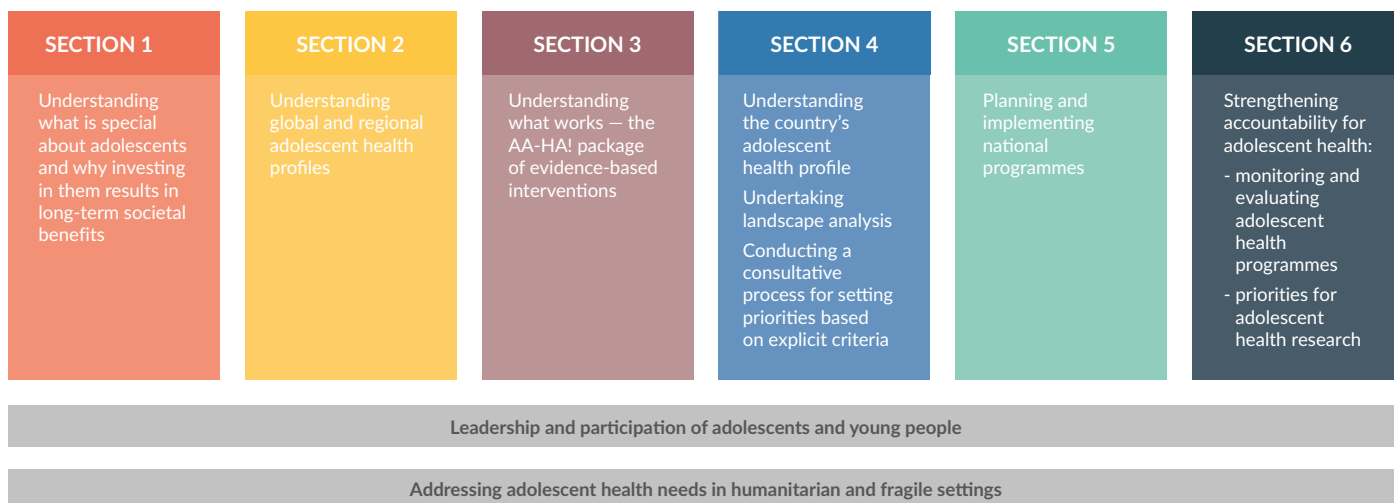 SECTION 1
Understanding
what is special
about adolescents
and why investing
in them results in
long-term societal
benefits
SECTION 2
Understanding
global and regional
adolescent health
profiles
SECTION 3
Understanding
what works — the
AA-HA! package
of evidence-based
interventions
SECTION 4
Understanding
the country’s
adolescent
health profile
Undertaking
landscape analysis
Conducting a
consultative
process for setting
priorities based
on explicit criteria
SECTION 5
Planning and
implementing
national
programmes
SECTION 6
Strengthening
accountability for
adolescent health:
- monitoring and
evaluating
adolescent
health
programmes
- priorities for
adolescent
health research
Leadership and participation of adolescents and young people
Addressing adolescent health needs in humanitarian and fragile settings